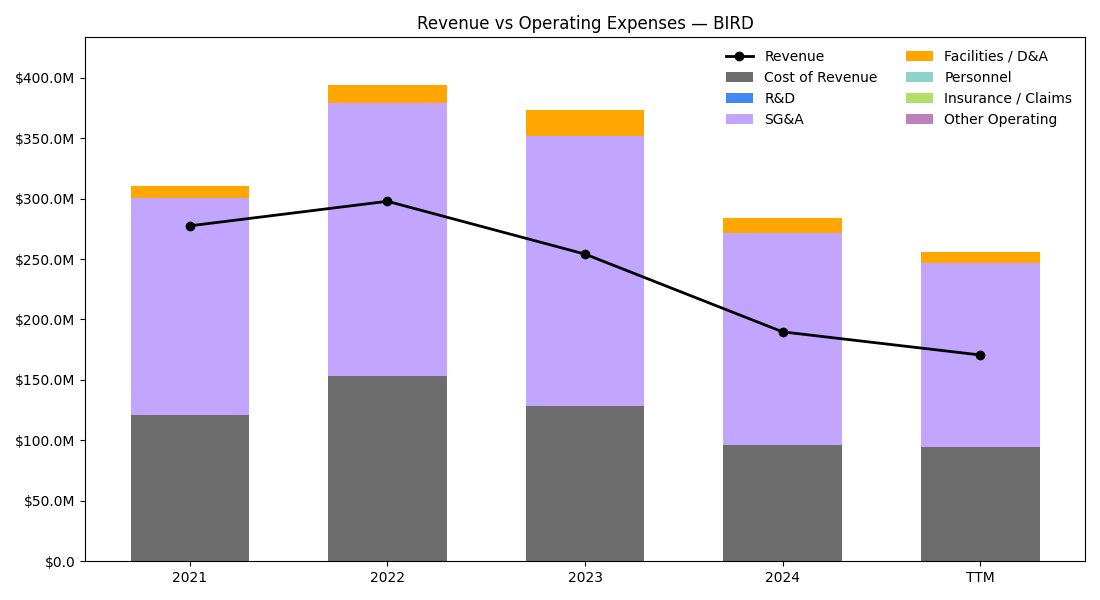 Revenue vs Operating Expenses — BIRD
Revenue
Cost of Revenue
R&D
SG&A
Facilities / D&A
Personnel
Insurance / Claims
Other Operating
$400.0M
$350.0M
$300.0M
$250.0M
$200.0M
$150.0M
$100.0M
$50.0M
$0.0
2021 2022 2023 2024 TTM